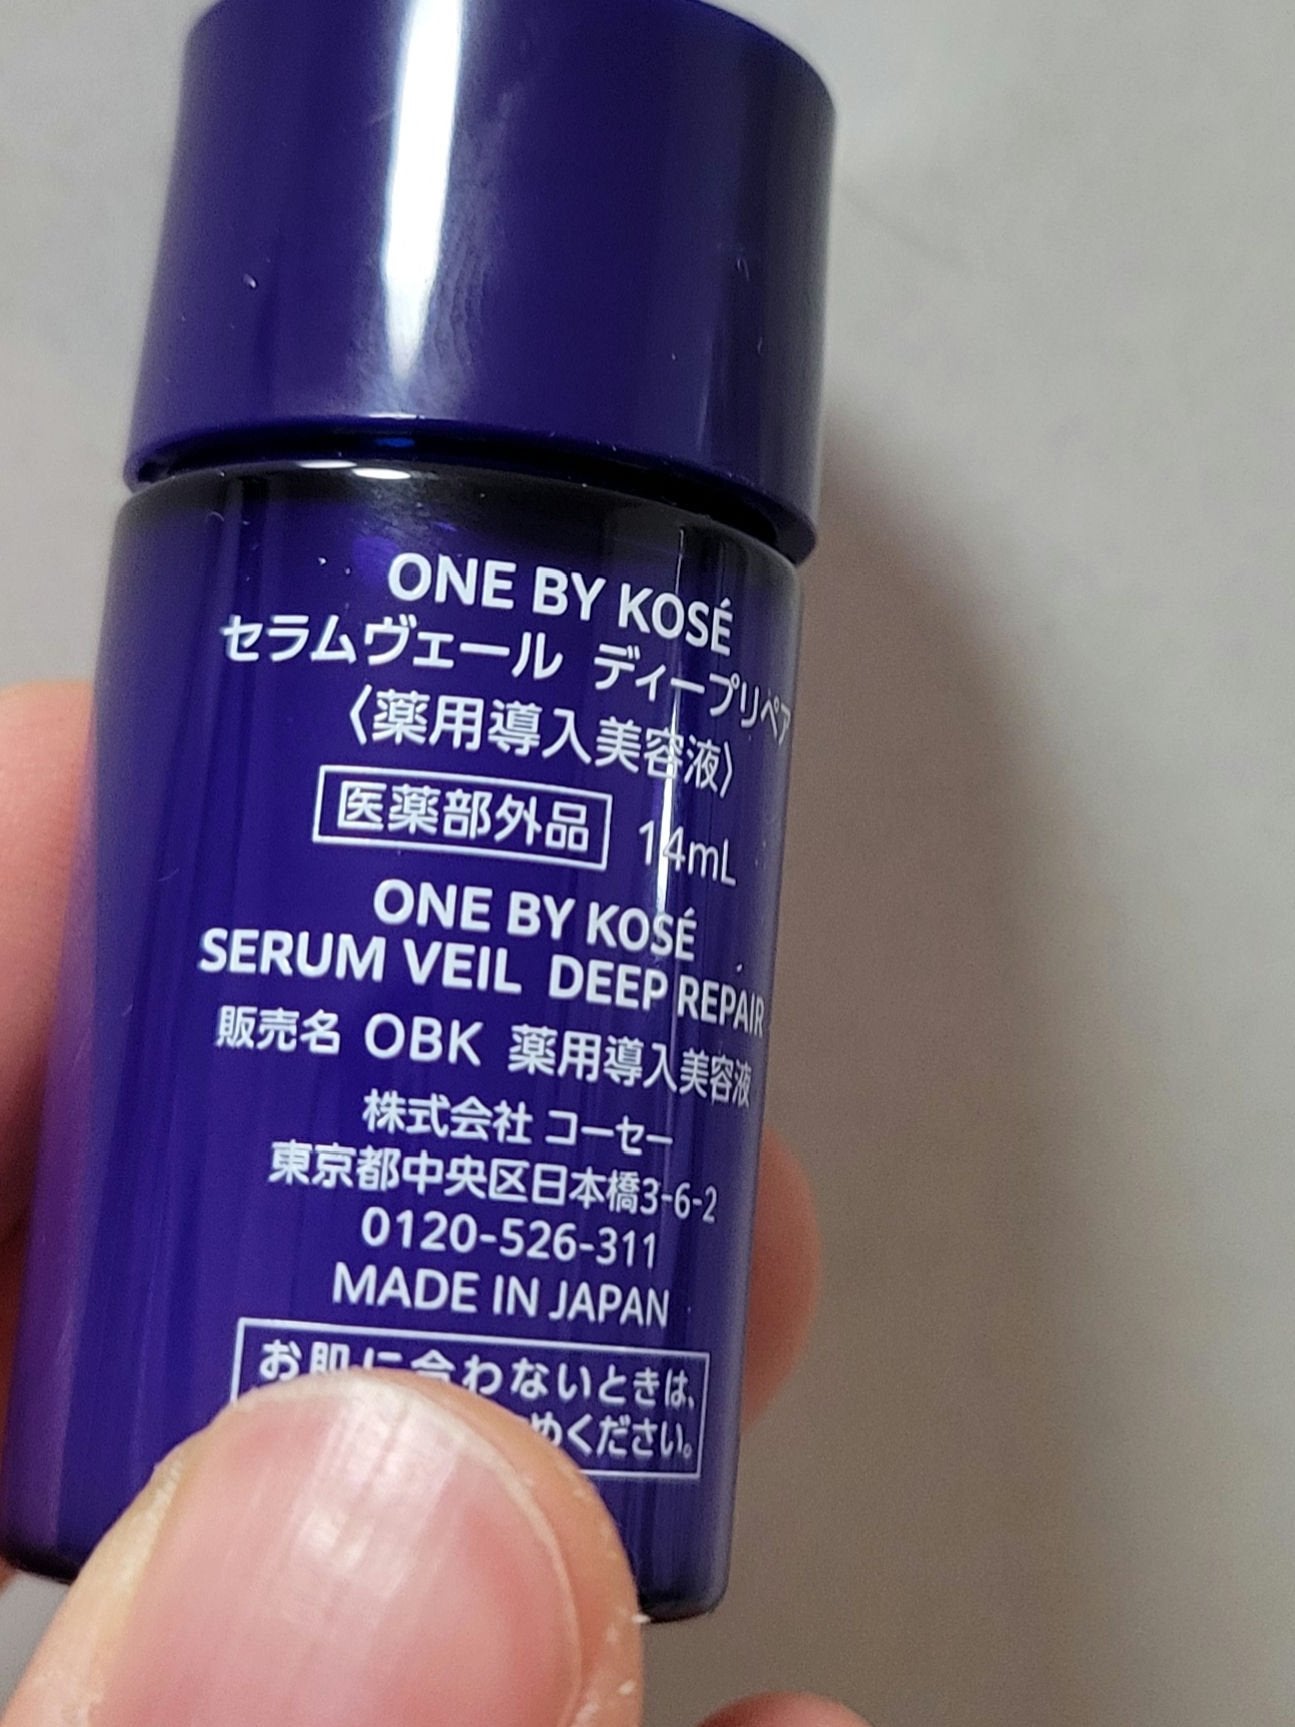 ONE BY KOSÉ
セラムヴェール ディープリペア
〈薬用導入美容液〉
医薬部外品 14mL
ONE BY KOSÉ
SERUM VEIL DEEP REPAIR
販売名 OBK 薬用導入美容液
株式会社 コーセー
東京都中央区日本橋3-6-2
0120-526-311
MADE IN JAPAN
お肌に合わないときは、
めください。